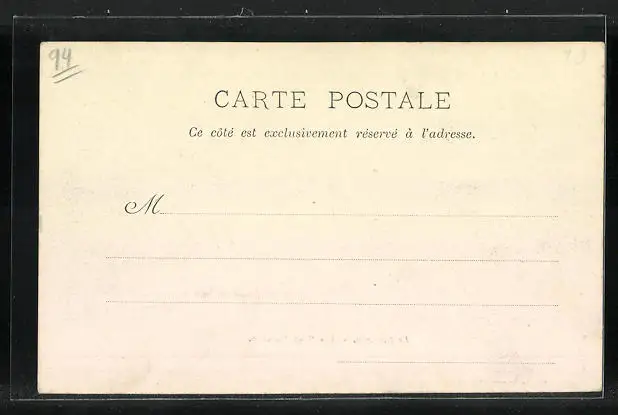 94
CARTE POSTALE
Ce côté est exclusivement réservé à l'adresse.
M